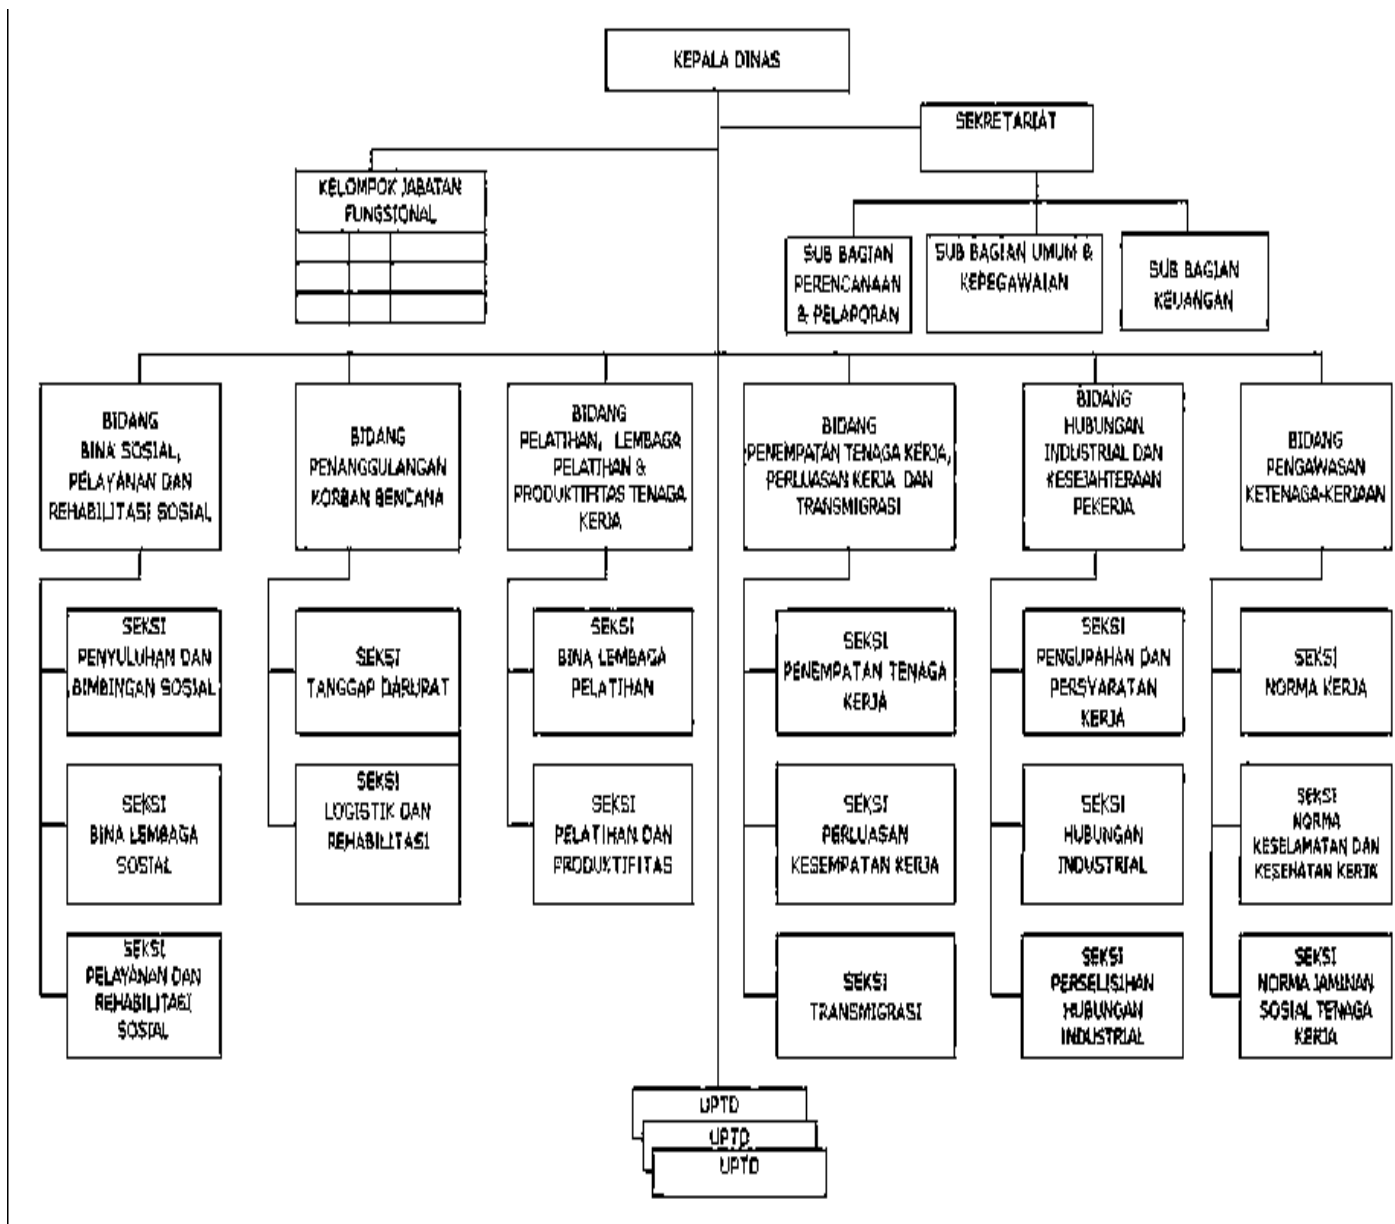 KEPALA DINAS
SEKRETARIAT
KELOMPOK JABATAN
FUNGSIONAL
SUB BAGIAN
PERENCANAAN
& PELAPORAN
SUB BAGIAN UMUM &
KEPEGAWAIAN
SUB BAGIAN
KEUANGAN
BIDANG
BINA SOSIAL,
PELAYANAN DAN
REHABILITASI SOSIAL
BIDANG
PENANGGULANGAN
KORBAN BENCANA
BIDANG
PELATIHAN, LEMBAGA
PELATIHAN &
PRODUKTIFITAS TENAGA
KERJA
BIDANG
PENEMPATAN TENAGA KERJA,
PERLUASAN KERJA DAN
TRANSMIGRASI
BIDANG
HUBUNGAN
INDUSTRIAL DAN
KESEJAHTERAAN
PEKERJA
BIDANG
PENGAWASAN
KETENAGA-KERJAAN
SEKSI
PENYULUHAN DAN
BIMBINGAN SOSIAL
SEKSI
TANGGAP DARURAT
SEKSI
BINA LEMBAGA
PELATIHAN
SEKSI
PENEMPATAN TENAGA
KERJA
SEKSI
PENGUPAHAN DAN
PERSYARATAN
KERJA
SEKSI
NORMA KERJA
SEKSI
BINA LEMBAGA
SOSIAL
SEKSI
LOGISTIK DAN
REHABILITASI
SEKSI
PELATIHAN DAN
PRODUKTIFITAS
SEKSI
PERLUASAN
KESEMPATAN KERJA
SEKSI
HUBUNGAN
INDUSTRIAL
SEKSI
NORMA
KESELAMATAN DAN
KESEHATAN KERJA
SEKSI
PELAYANAN DAN
REHABILITASI
SOSIAL
SEKSI
TRANSMIGRASI
SEKSI
PERSELISIHAN
HUBUNGAN
INDUSTRIAL
SEKSI
NORMA JAMINAN
SOSIAL TENAGA
KERJA
UPTD
UPTD
UPTD